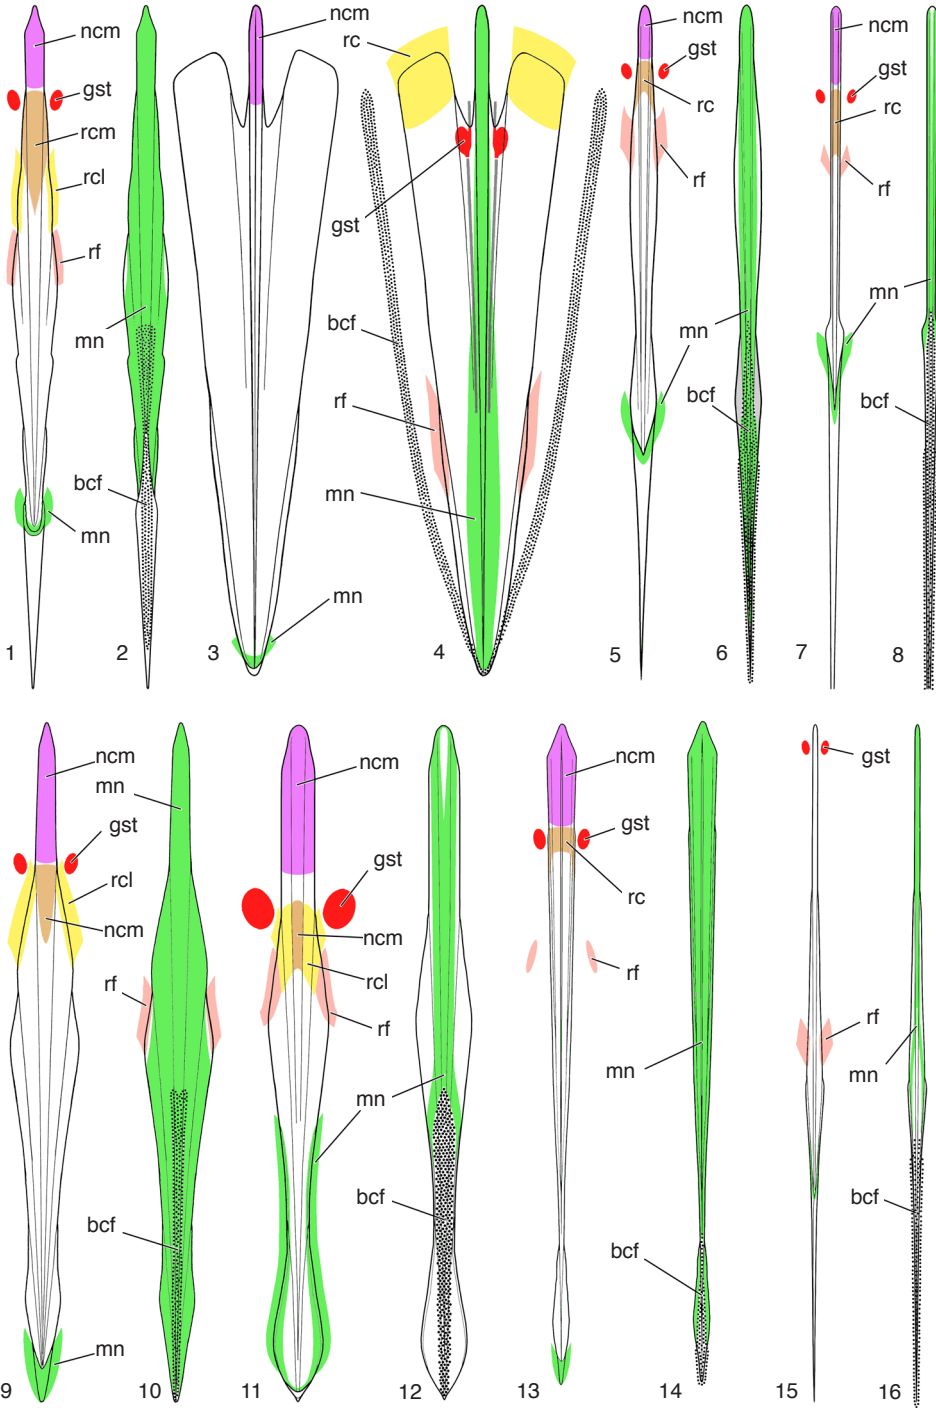 ncm
gst
rcm
rcl
rf
mn
1
mn
bcf
2
ncm
mn
3
rc
gst
bcf
rf
mn
4
ncm
gst
rc
rf
mn
5
bcf
6
ncm
gst
rc
rf
mn
7
bcf
8
ncm
gst
rcl
ncm
mn
9
mn
rf
bcf
10
ncm
gst
ncm
rcl
rf
mn
11
bcf
12
ncm
gst
rc
rf
13
mn
bcf
14
gst
rf
15
mn
bcf
16